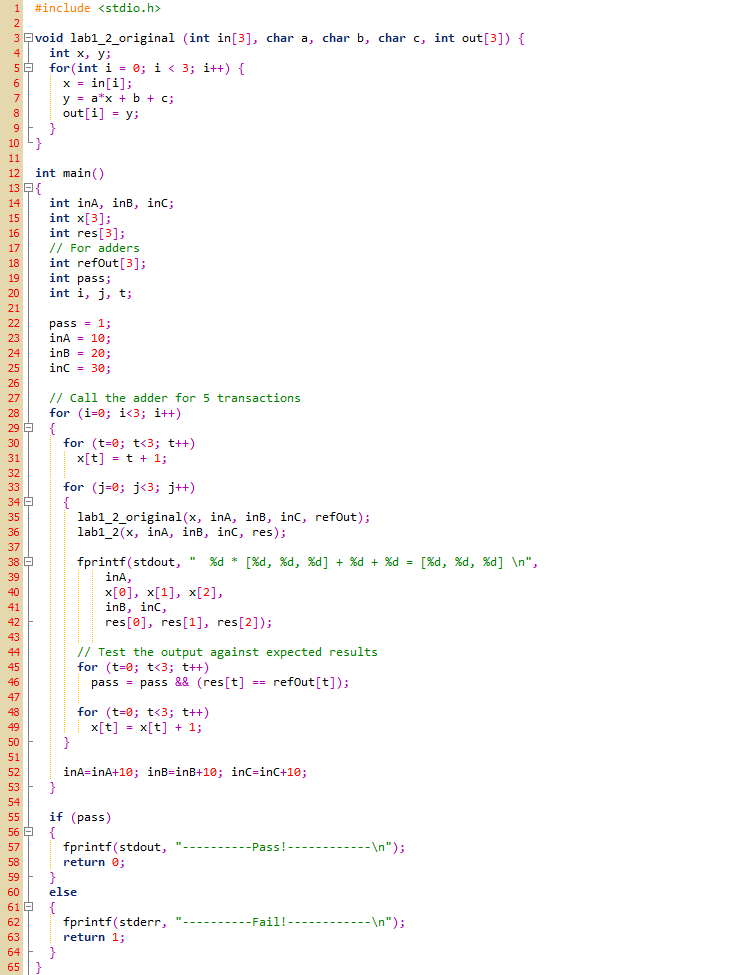 1 #include <stdio.h>
2
3 void lab1_2_original (int in[3], char a, char b, char c, int out[3]) {
4 int x, y;
5 for(int i = 0; i < 3; i++) {
6 x = in[i];
7 y = a*x + b + c;
8 out[i] = y;
9 }
10 }
11
12 int main()
13 {
14 int inA, inB, inC;
15 int x[3];
16 int res[3];
17 // For adders
18 int refOut[3];
19 int pass;
20 int i, j, t;
21
22 pass = 1;
23 inA = 10;
24 inB = 20;
25 inC = 30;
26
27 // Call the adder for 5 transactions
28 for (i=0; i<3; i++)
29 {
30 for (t=0; t<3; t++)
31 x[t] = t + 1;
32
33 for (j=0; j<3; j++)
34 {
35 lab1_2_original(x, inA, inB, inC, refOut);
36 lab1_2(x, inA, inB, inC, res);
37
38 fprintf(stdout, "  %d * [%d, %d, %d] + %d + %d = [%d, %d, %d] \n",
39 inA,
40 x[0], x[1], x[2],
41 inB, inC,
42 res[0], res[1], res[2]);
43
44 // Test the output against expected results
45 for (t=0; t<3; t++)
46 pass = pass && (res[t] == refOut[t]);
47
48 for (t=0; t<3; t++)
49 x[t] = x[t] + 1;
50 }
51
52 inA=inA+10; inB=inB+10; inC=inC+10;
53 }
54
55 if (pass)
56 {
57 fprintf(stdout, "----------Pass!------------\n");
58 return 0;
59 }
60 else
61 {
62 fprintf(stderr, "----------Fail!------------\n");
63 return 1;
64 }
65 }